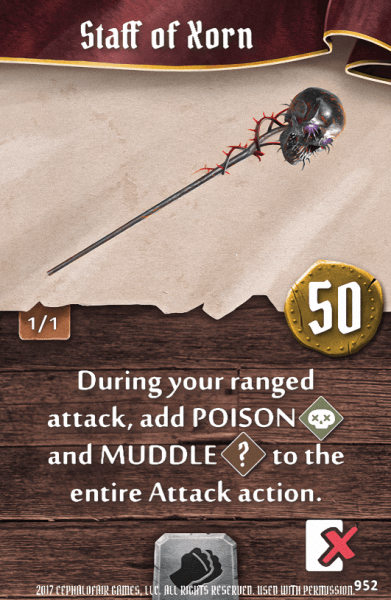 Staff of Xorn
1/1
50
During your ranged
attack, add POISON
and MUDDLE ? to the
entire Attack action.
2017 CEPHALOFAIR GAMES, LLC. ALL RIGHTS RESERVED. USED WITH PERMISSION.
952